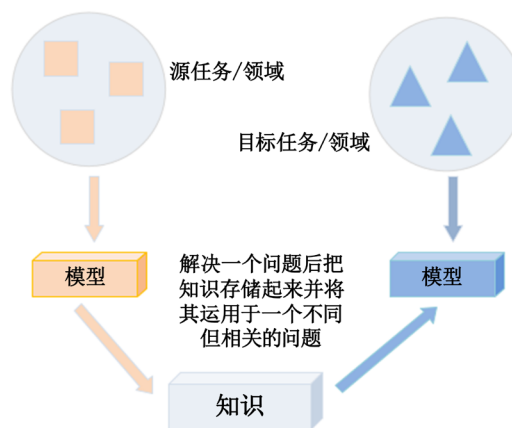 源任务/领域
目标任务/领域
模型
解决一个问题后把
知识存储起来并将
其运用于一个不同
但相关的问题
模型
知识